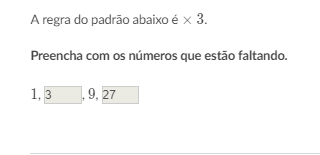 A regra do padrão abaixo é × 3.
Preencha com os números que estão faltando.
1, 3, 9, 27